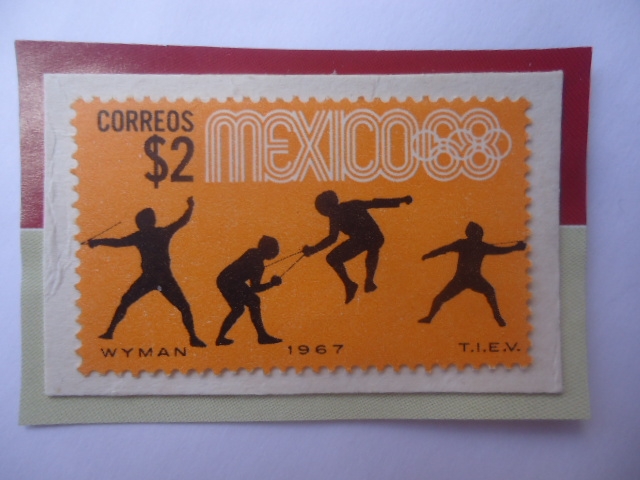 CORREOS
$2 MEXICO68
WYMAN 1967 T.I.E.V.